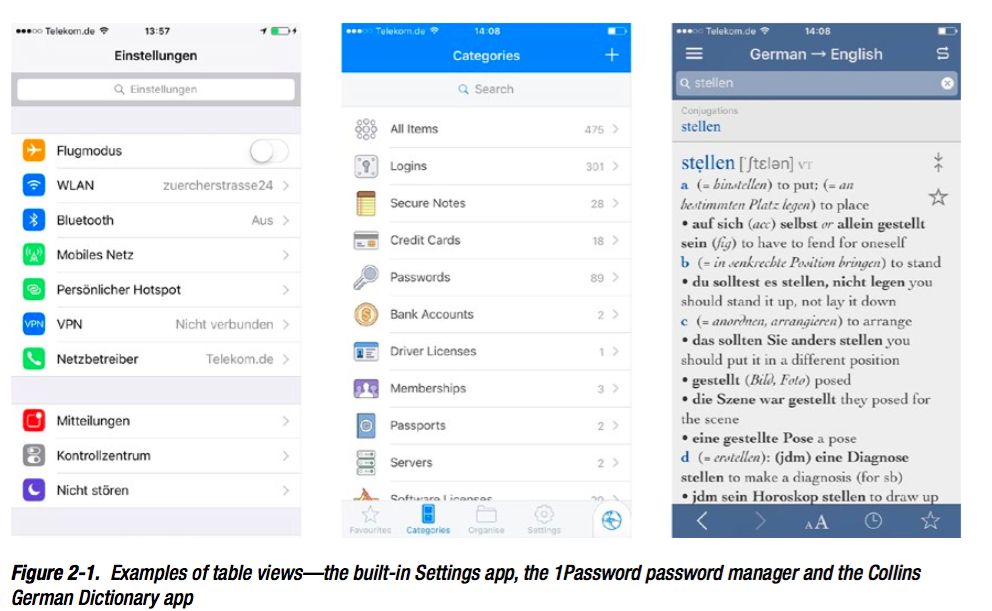 Telekom.de 13:57
Einstellungen
Einstellungen
Flugmodus
WLAN zuercherstrasse24
Bluetooth Aus
Mobiles Netz
Persönlicher Hotspot
VPN VPN Nicht verbunden
Netzbetreiber Telekom.de
Mitteilungen
Kontrollzentrum
Nicht stören
Telekom.de 14:08
Categories +
Search
All Items 475
Logins 301
Secure Notes 28
Credit Cards 18
Passwords 89
Bank Accounts 2
Driver Licenses 1
Memberships 3
Passports 2
Servers 2
Software Licenses
Favourites Categories Organise Settings
Telekom.de 14:08
German → English
stellen
Conjugations
stellen
stẹllen [ˈʃtɛlən] VT
a (= hinstellen) to put; (= an
bestimmten Platz legen) to place
• auf sich (acc) selbst or allein gestellt
sein (fig) to have to fend for oneself
b (= in senkrechte Position bringen) to stand
• du solltest es stellen, nicht legen you
should stand it up, not lay it down
c (= anordnen, arrangieren) to arrange
• das sollten Sie anders stellen you
should put it in a different position
• gestellt (Bild, Foto) posed
• die Szene war gestellt they posed for
the scene
• eine gestellte Pose a pose
d (= erstellen): (jdm) eine Diagnose
stellen to make a diagnosis (for sb)
• jdm sein Horoskop stellen to draw up
AA
Figure 2-1. Examples of table views—the built-in Settings app, the 1Password password manager and the Collins
German Dictionary app